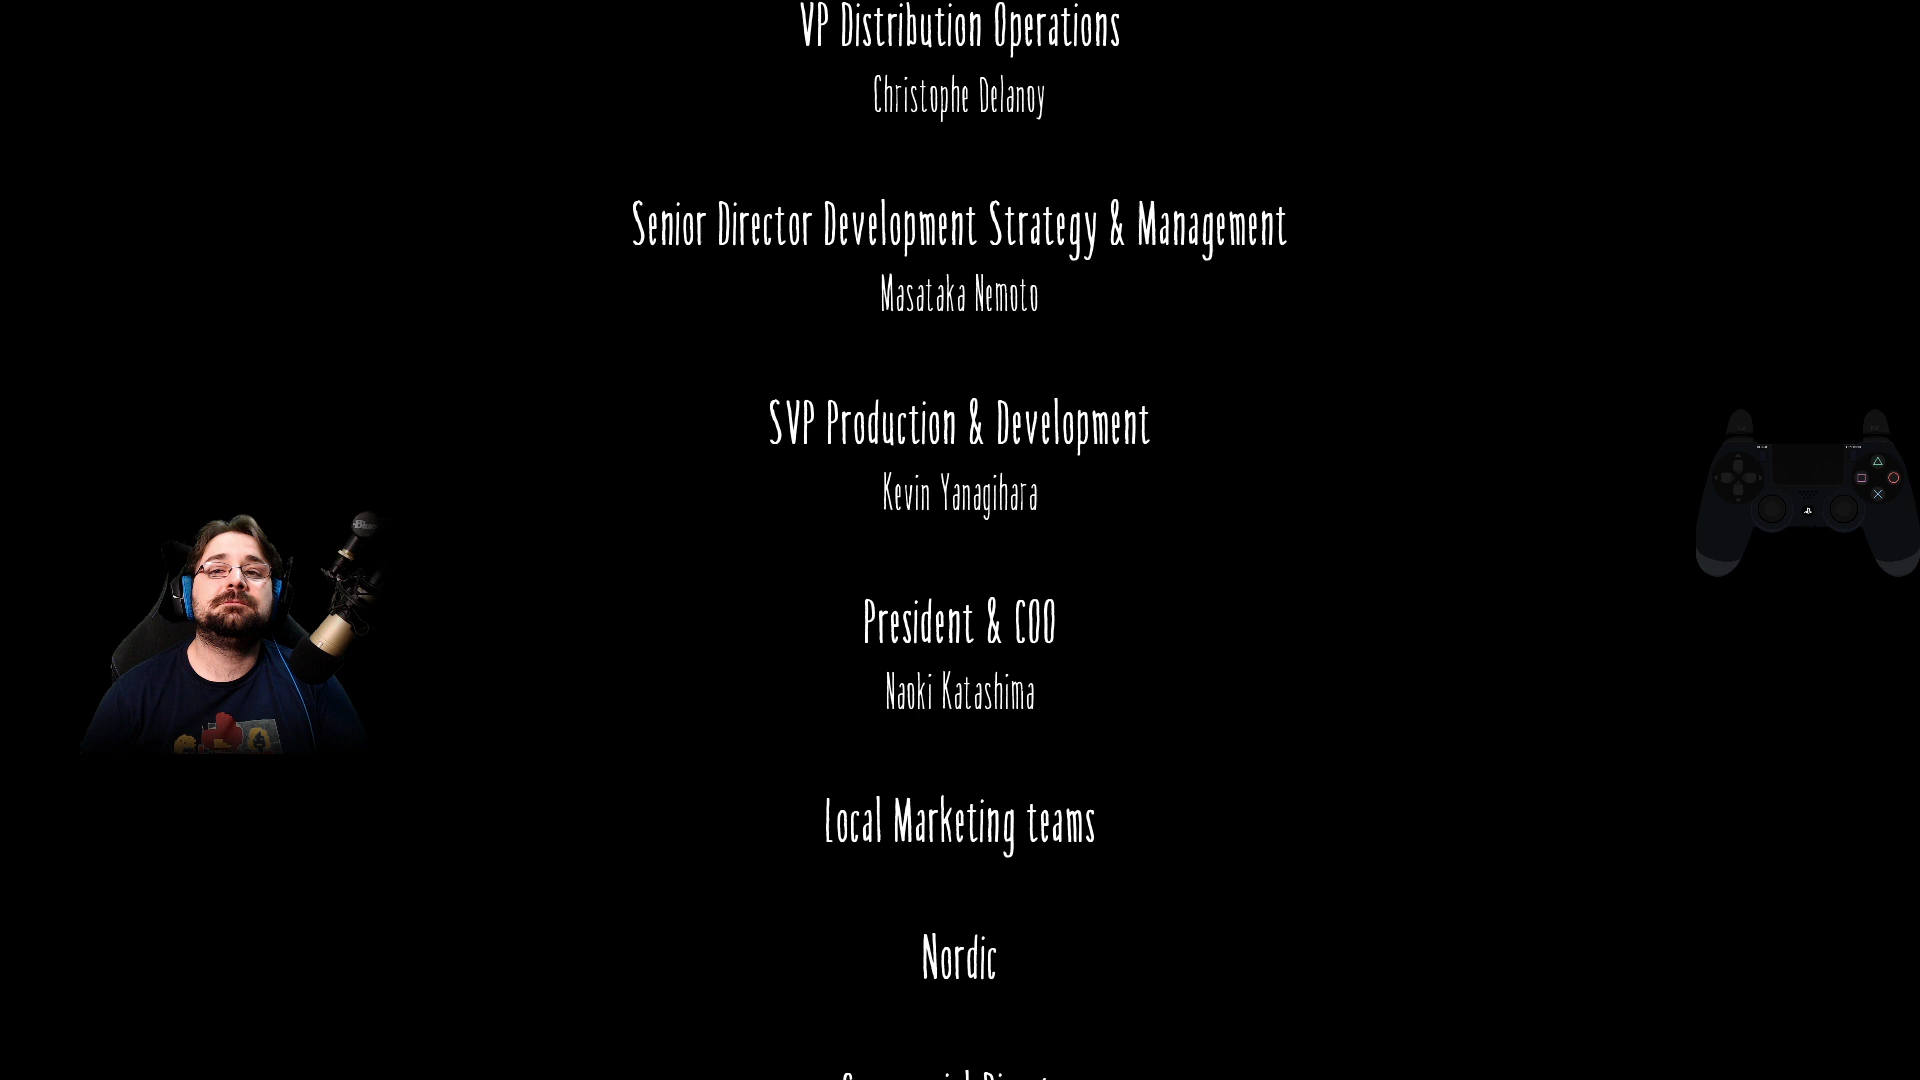 VP Distribution Operations
Christophe Delanoy
Senior Director Development Strategy & Management
Masataka Nemoto
SVP Production & Development
Kevin Yanagihara
President & COO
Naoki Katashima
Local Marketing teams
Nordic
Blue